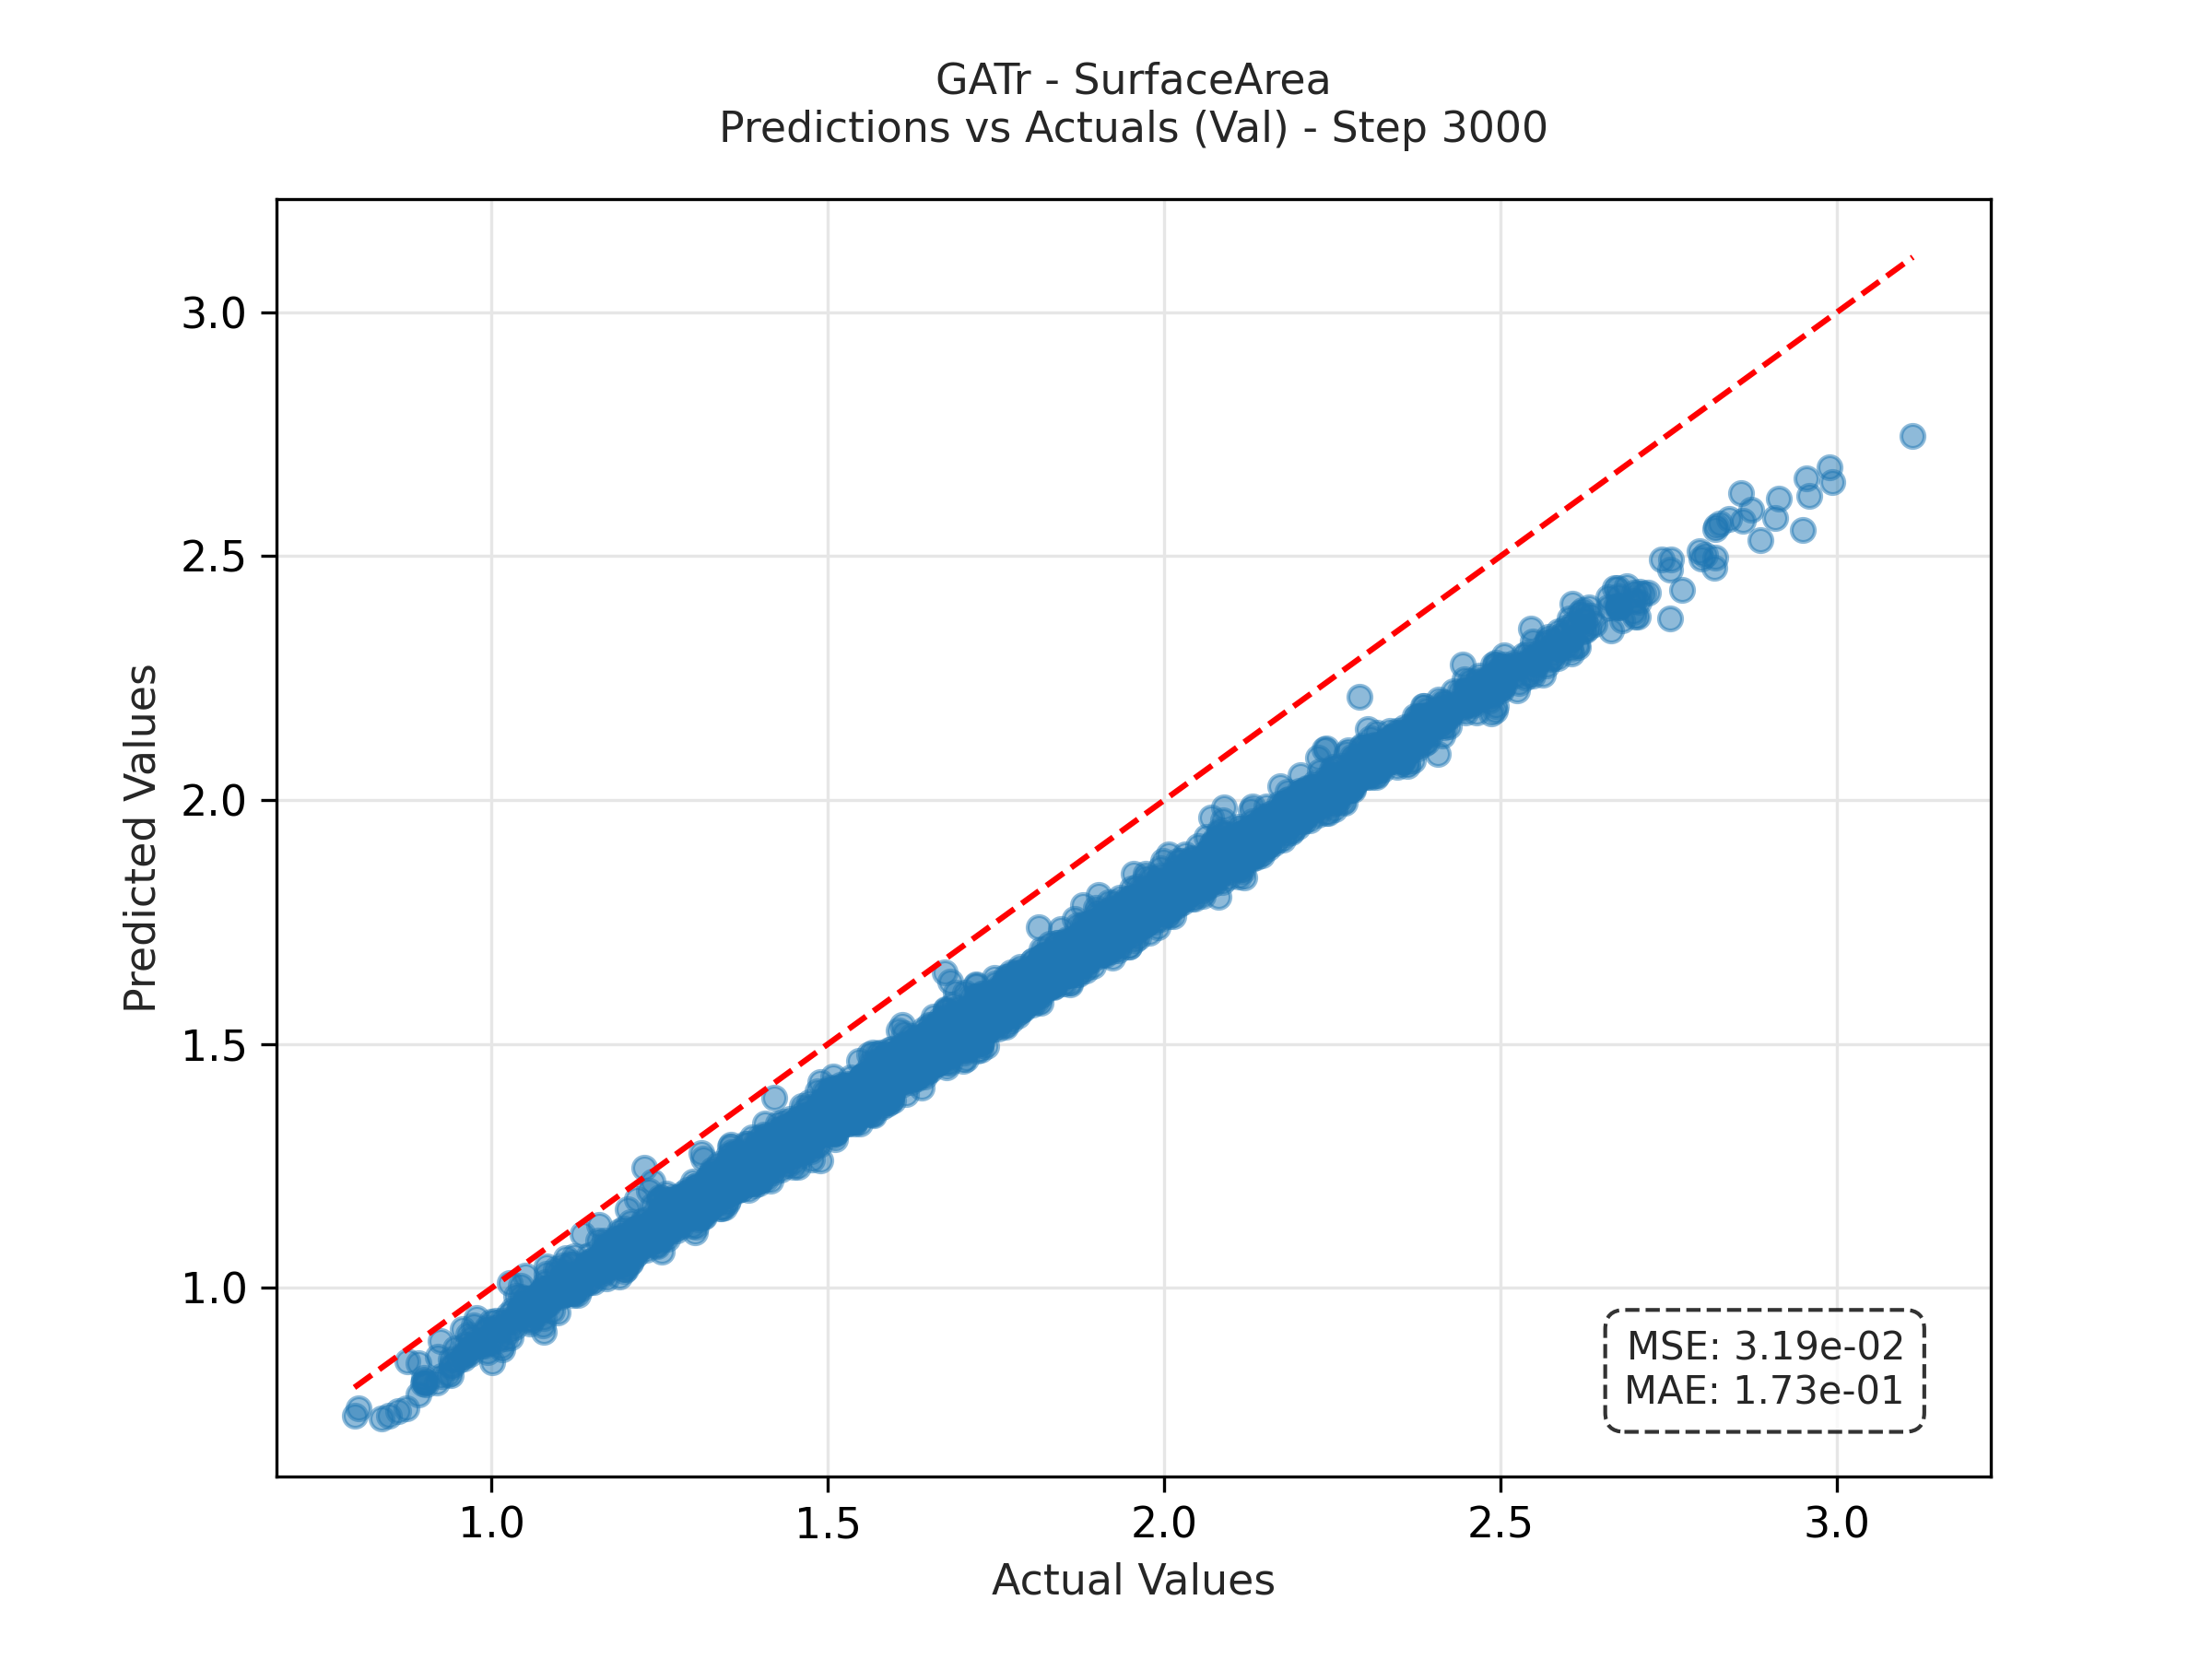 GATr - SurfaceArea
Predictions vs Actuals (Val) - Step 3000
Predicted Values
3.0
2.5
2.0
1.5
1.0
MSE: 3.19e-02
MAE: 1.73e-01
1.0
1.5
2.0
2.5
3.0
Actual Values